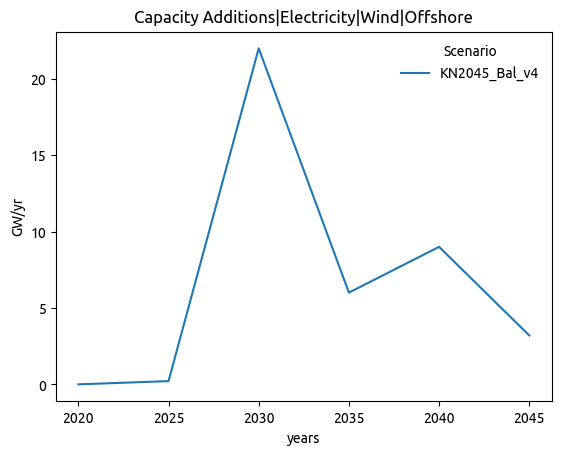 Capacity Additions|Electricity|Wind|Offshore
Scenario
KN2045_Bal_v4
GW/yr
20
15
10
5
0
2020 2025 2030 2035 2040 2045
years